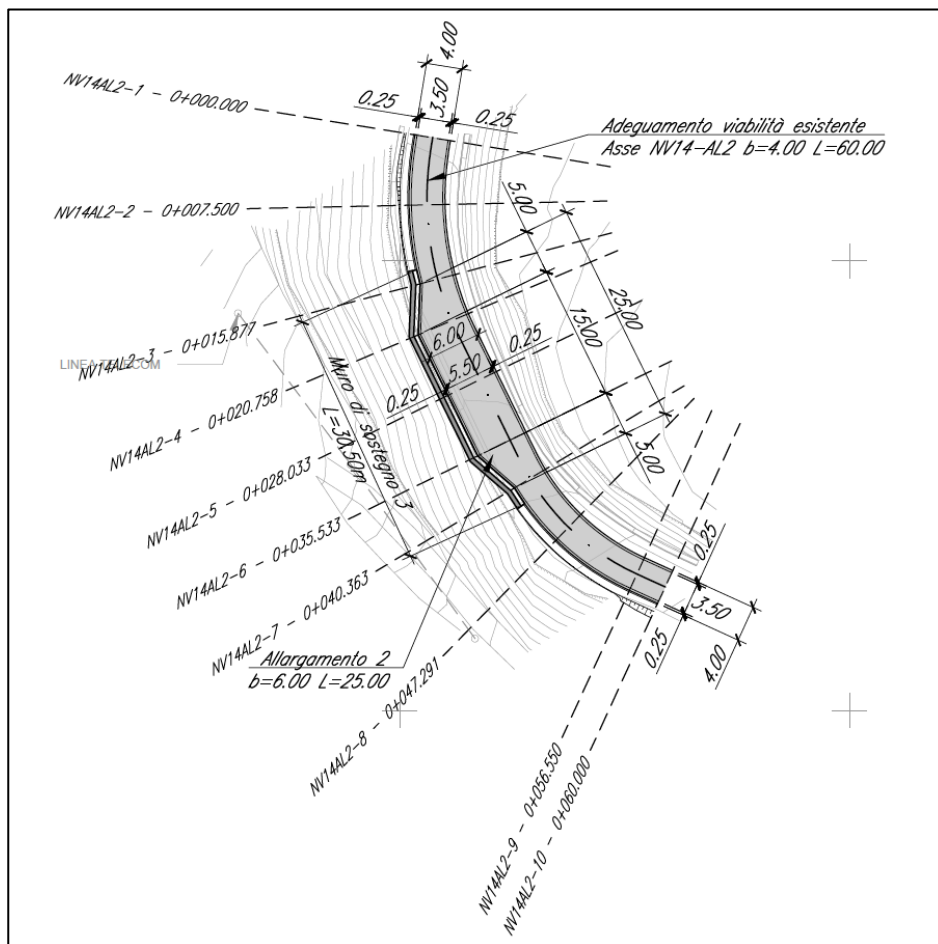 4.00
NV14AL2-1 - 0+000.000
0.25
3.50
0.25
Adeguamento viabilità esistente
Asse NV14-AL2 b=4.00 L=60.00
NV14AL2-2 - 0+007.500
5.00
25.00
15.00
LINEA TELECOM
NV14AL2-3 - 0+015.877
6.00
0.25
5.50
0.25
Muro di sostegno 3
L=30,50m
NV14AL2-4 - 0+020.758
5.00
NV14AL2-5 - 0+028.033
NV14AL2-6 - 0+035.533
0.25
NV14AL2-7 - 0+040.363
3.50
0.25
4.00
Allargamento 2
b=6.00 L=25.00
NV14AL2-8 - 0+047.291
NV14AL2-9 - 0+056.550
NV14AL2-10 - 0+060.000